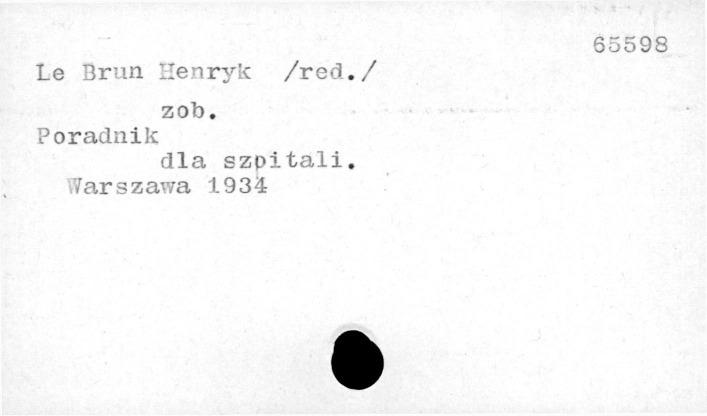 65598
Le Brun Henryk /red./
zob.
Poradnik
dla szpitali.
Warszawa 1934